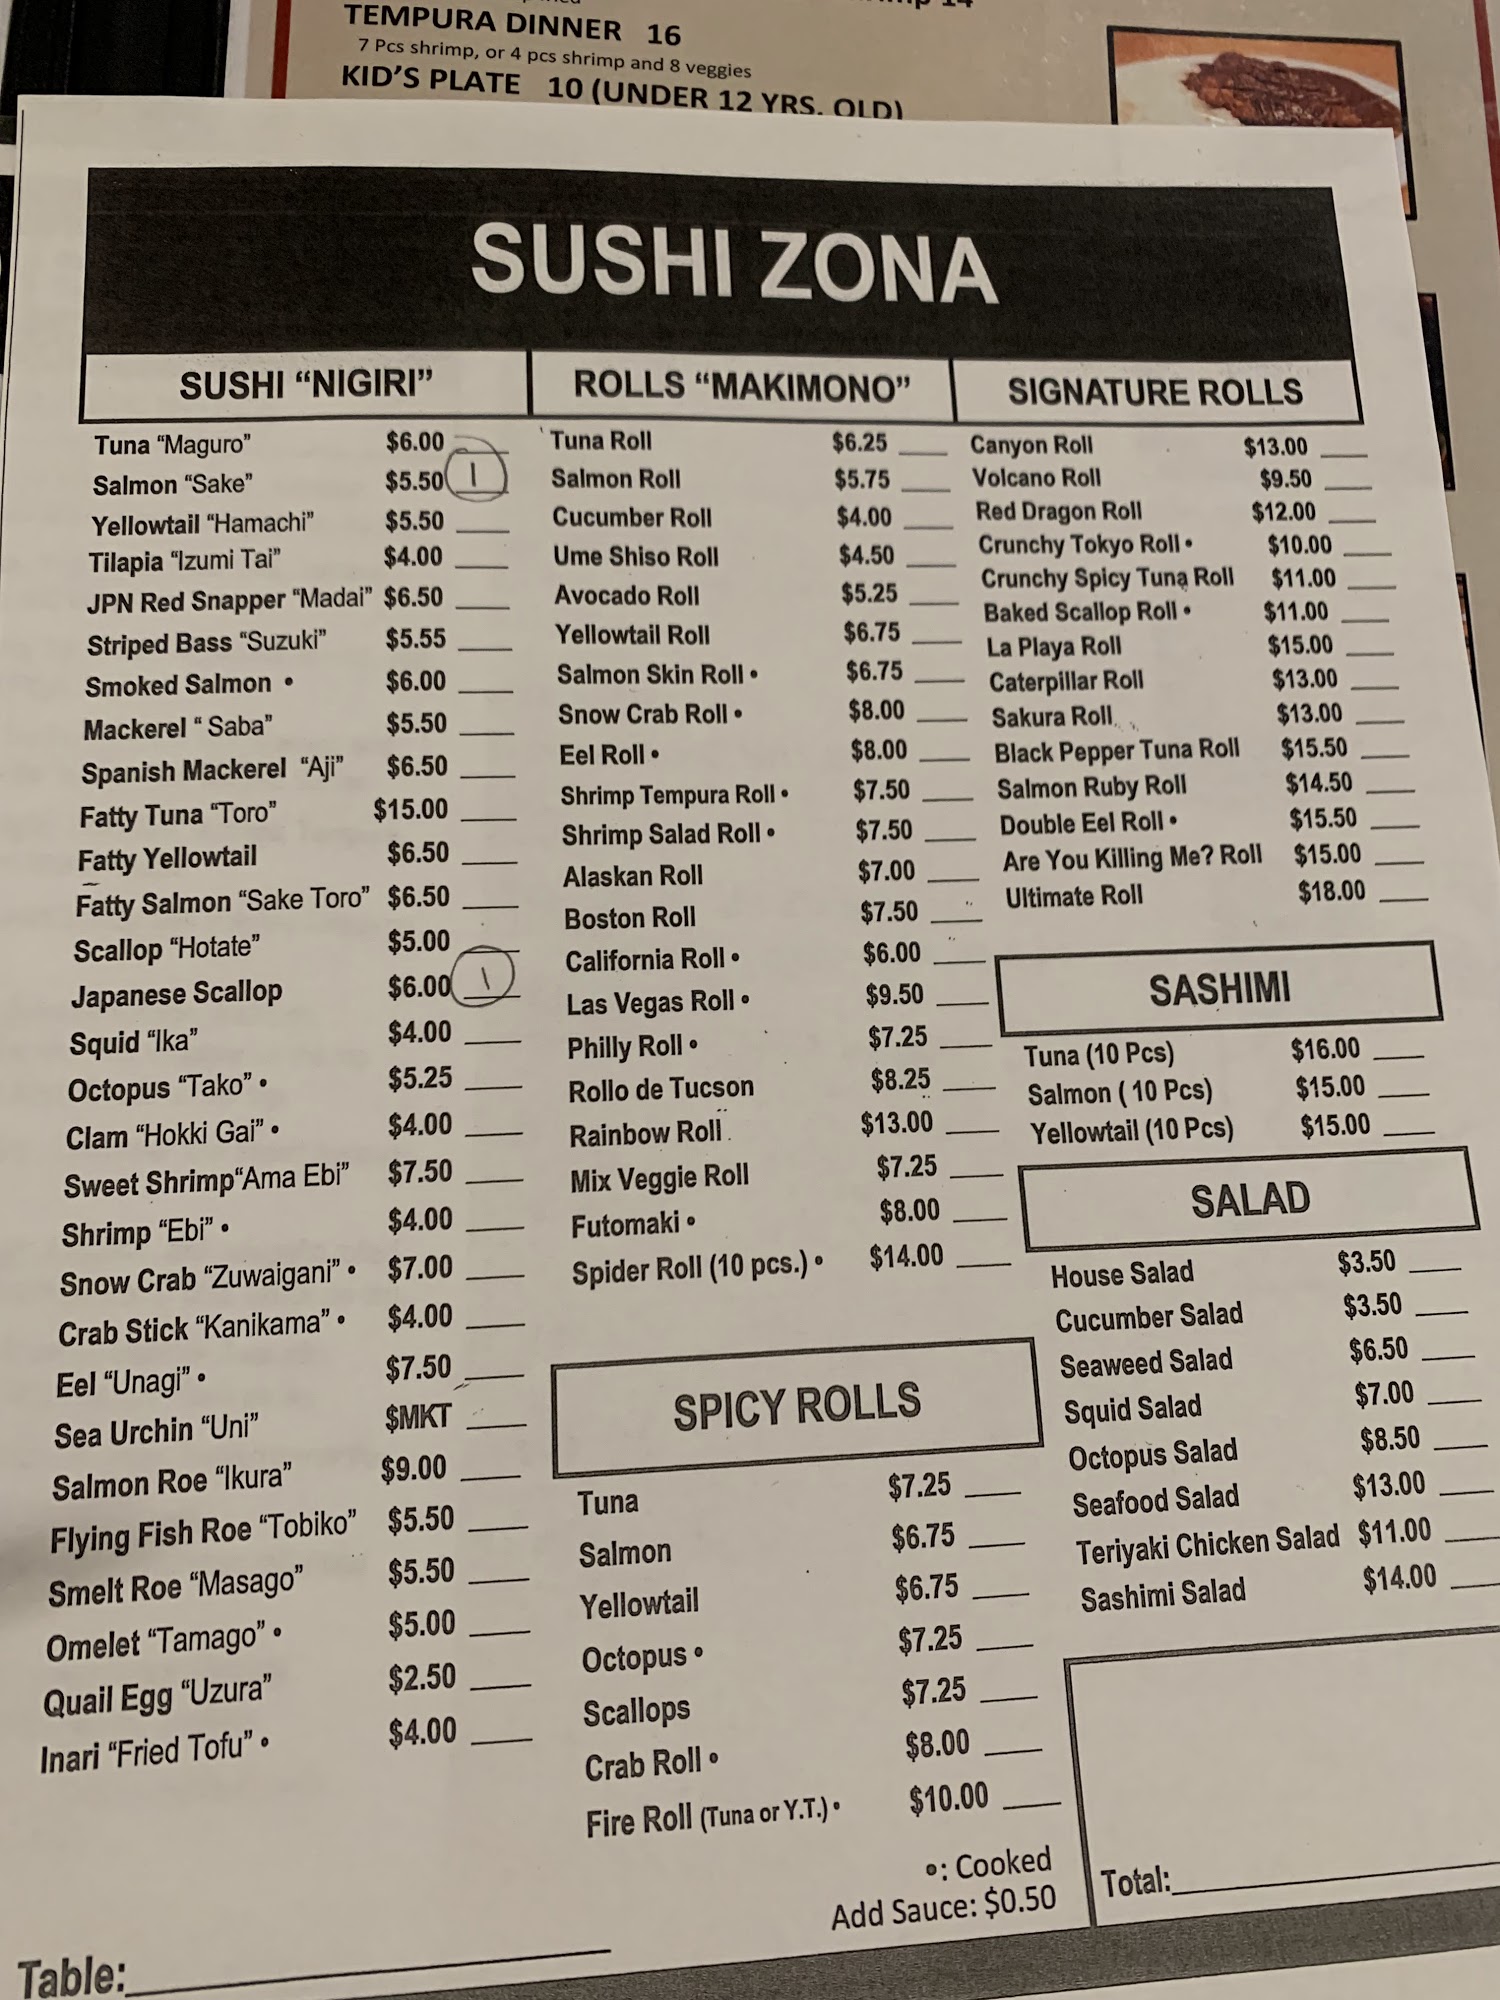 TEMPURA DINNER 16
7 Pcs shrimp, or 4 pcs shrimp and 8 veggies
KID'S PLATE 10 (UNDER 12 YRS. OLD)
SUSHI ZONA
SUSHI "NIGIRI"
Tuna "Maguro" $6.00
Salmon "Sake" $5.50 1
Yellowtail "Hamachi" $5.50
Tilapia "Izumi Tai" $4.00
JPN Red Snapper "Madai" $6.50
Striped Bass "Suzuki" $5.55
Smoked Salmon • $6.00
Mackerel " Saba" $5.50
Spanish Mackerel "Aji" $6.50
Fatty Tuna "Toro" $15.00
Fatty Yellowtail $6.50
Fatty Salmon "Sake Toro" $6.50
Scallop "Hotate" $5.00
Japanese Scallop $6.00 1
Squid "Ika" $4.00
Octopus "Tako" • $5.25
Clam "Hokki Gai" • $4.00
Sweet Shrimp"Ama Ebi" $7.50
Shrimp "Ebi" • $4.00
Snow Crab "Zuwaigani" • $7.00
Crab Stick "Kanikama" • $4.00
Eel "Unagi" • $7.50
Sea Urchin "Uni" $MKT
Salmon Roe "Ikura" $9.00
Flying Fish Roe "Tobiko" $5.50
Smelt Roe "Masago" $5.50
Omelet "Tamago" • $5.00
Quail Egg "Uzura" $2.50
Inari "Fried Tofu" • $4.00
ROLLS "MAKIMONO"
Tuna Roll $6.25
Salmon Roll $5.75
Cucumber Roll $4.00
Ume Shiso Roll $4.50
Avocado Roll $5.25
Yellowtail Roll $6.75
Salmon Skin Roll • $6.75
Snow Crab Roll • $8.00
Eel Roll • $8.00
Shrimp Tempura Roll • $7.50
Shrimp Salad Roll • $7.50
Alaskan Roll $7.00
Boston Roll $7.50
California Roll • $6.00
Las Vegas Roll • $9.50
Philly Roll • $7.25
Rollo de Tucson $8.25
Rainbow Roll $13.00
Mix Veggie Roll $7.25
Futomaki • $8.00
Spider Roll (10 pcs.) • $14.00
SPICY ROLLS
Tuna $7.25
Salmon $6.75
Yellowtail $6.75
Octopus • $7.25
Scallops $7.25
Crab Roll • $8.00
Fire Roll (Tuna or Y.T.) • $10.00
•: Cooked
Add Sauce: $0.50
SIGNATURE ROLLS
Canyon Roll $13.00
Volcano Roll $9.50
Red Dragon Roll $12.00
Crunchy Tokyo Roll • $10.00
Crunchy Spicy Tuna Roll $11.00
Baked Scallop Roll • $11.00
La Playa Roll $15.00
Caterpillar Roll $13.00
Sakura Roll $13.00
Black Pepper Tuna Roll $15.50
Salmon Ruby Roll $14.50
Double Eel Roll • $15.50
Are You Killing Me? Roll $15.00
Ultimate Roll $18.00
SASHIMI
Tuna (10 Pcs) $16.00
Salmon ( 10 Pcs) $15.00
Yellowtail (10 Pcs) $15.00
SALAD
House Salad $3.50
Cucumber Salad $3.50
Seaweed Salad $6.50
Squid Salad $7.00
Octopus Salad $8.50
Seafood Salad $13.00
Teriyaki Chicken Salad $11.00
Sashimi Salad $14.00
Total:
Table: